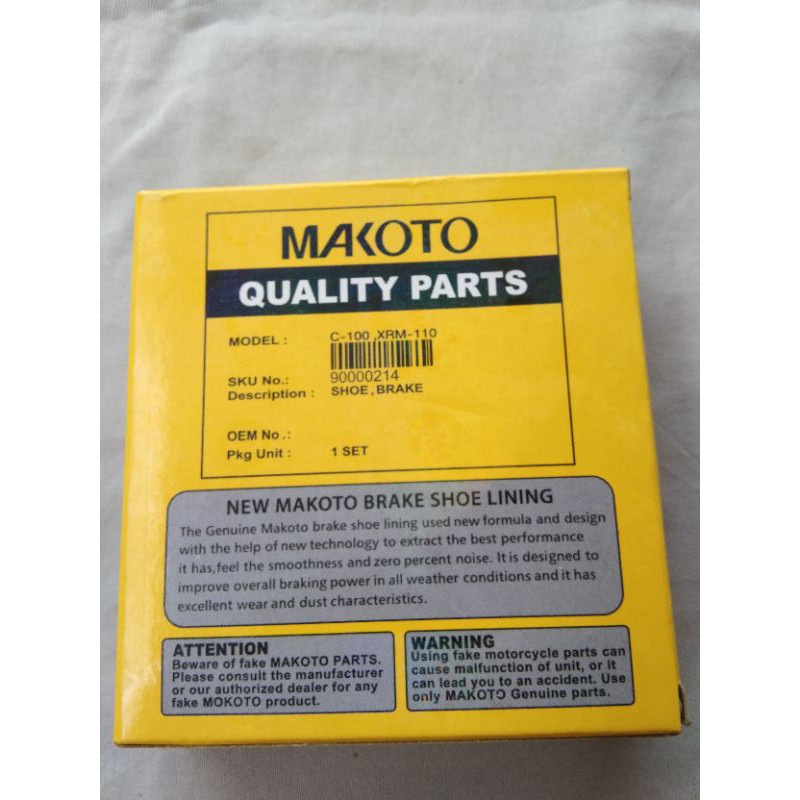 MAKOTO
QUALITY PARTS
MODEL : C-100 ,XRM-110
SKU No.: 90000214
Description : SHOE,BRAKE
OEM No .:
Pkg Unit : 1 SET
NEW MAKOTO BRAKE SHOE LINING
The Genuine Makoto brake shoe lining used new formula and design
with the help of new technology to extract the best performance
it has,feel the smoothness and zero percent noise. It is designed to
improve overall braking power in all weather conditions and it has
excellent wear and dust characteristics.
ATTENTION
Beware of fake MAKOTO PARTS.
Please consult the manufacturer
or our authorized dealer for any
fake MOKOTO product.
WARNING
Using fake motorcycle parts can
cause malfunction of unit, or it
can lead you to an accident. Use
only MAKOTO Genuine parts.